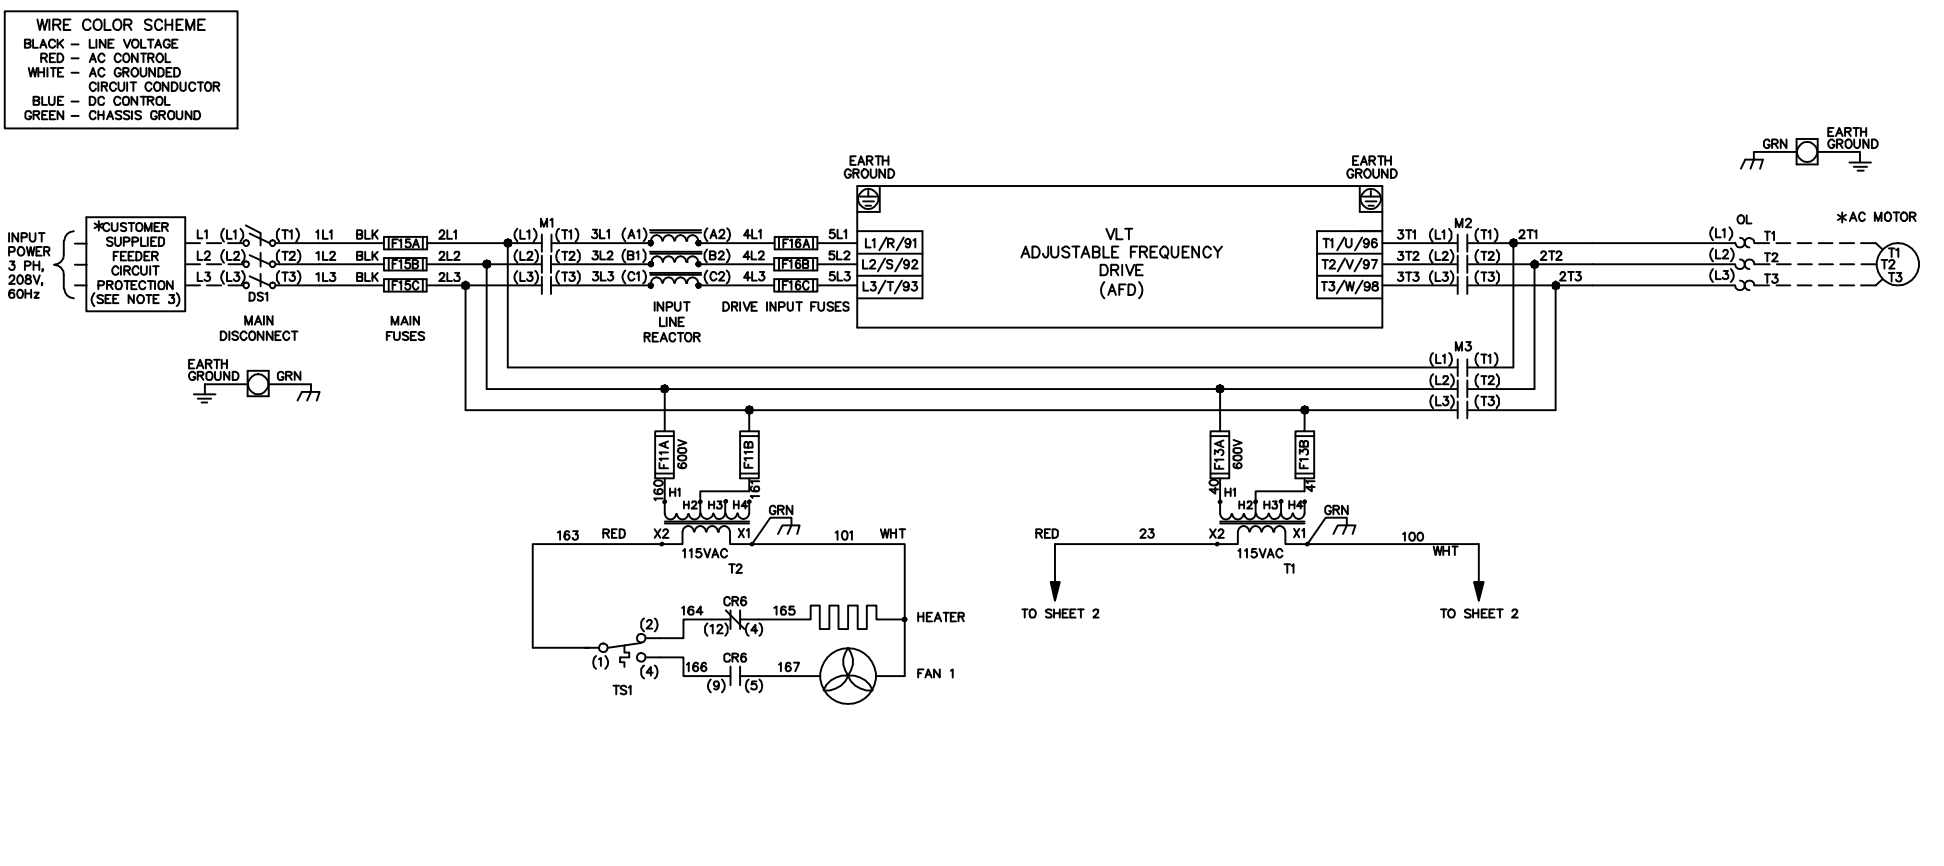 WIRE COLOR SCHEME
BLACK – LINE VOLTAGE
RED – AC CONTROL
WHITE – AC GROUNDED
CIRCUIT CONDUCTOR
BLUE – DC CONTROL
GREEN – CHASSIS GROUND
INPUT
POWER
3 PH,
208V,
60Hz
*CUSTOMER
SUPPLIED
FEEDER
CIRCUIT
PROTECTION
(SEE NOTE 3)
L1 (L1) (T1) 1L1 BLK F15A 2L1 (L1) M1 (T1) 3L1 (A1) (A2) 4L1 F16A 5L1 L1/R/91
L2 (L2) (T2) 1L2 BLK F15B 2L2 (L2) (T2) 3L2 (B1) (B2) 4L2 F16B 5L2 L2/S/92
L3 (L3) (T3) 1L3 BLK F15C 2L3 (L3) (T3) 3L3 (C1) (C2) 4L3 F16C 5L3 L3/T/93
DS1
MAIN
DISCONNECT
MAIN
FUSES
INPUT
LINE
REACTOR
DRIVE INPUT FUSES
EARTH
GROUND
GRN
EARTH
GROUND
VLT
ADJUSTABLE FREQUENCY
DRIVE
(AFD)
EARTH
GROUND
T1/U/96 3T1 (L1) M2 (T1) 2T1
T2/V/97 3T2 (L2) (T2) 2T2
T3/W/98 3T3 (L3) (T3) 2T3
GRN
EARTH
GROUND
OL
(L1) T1
(L2) T2
(L3) T3
*AC MOTOR
T1
T2
T3
M3
(L1) (T1)
(L2) (T2)
(L3) (T3)
F11A
600V
F11B
160
161
H1
H2 H3 H4
GRN
163 RED X2 X1 101 WHT
115VAC
T2
CR6
164 165
(12) (4)
HEATER
(2)
(1)
(4)
TS1
CR6
166 167
(9) (5)
FAN 1
F13A
600V
F13B
40
41
H1
H2 H3 H4
GRN
RED 23 X2 X1 100
WHT
115VAC
T1
TO SHEET 2
TO SHEET 2